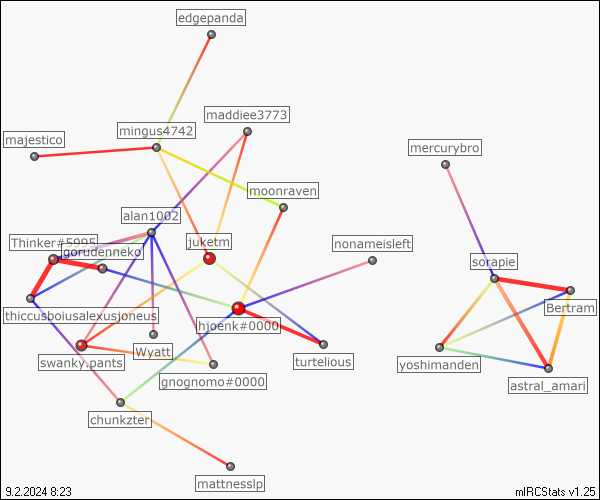 edgepanda
maddiee3773
mingus4742
majestico
mercurybro
moonraven
alan1002
juketm
Thinker#5995
nonameisleft
gorudenneko
sorapie
thiccusboiusalexusjoneus
Bertram
hjoenk#0000
Wyatt
swanky.pants
turtelious
yoshimanden
gnognomo#0000
astral_amari
chunkzter
mattnesslp
9.2.2024 8:23
mIRCStats v1.25